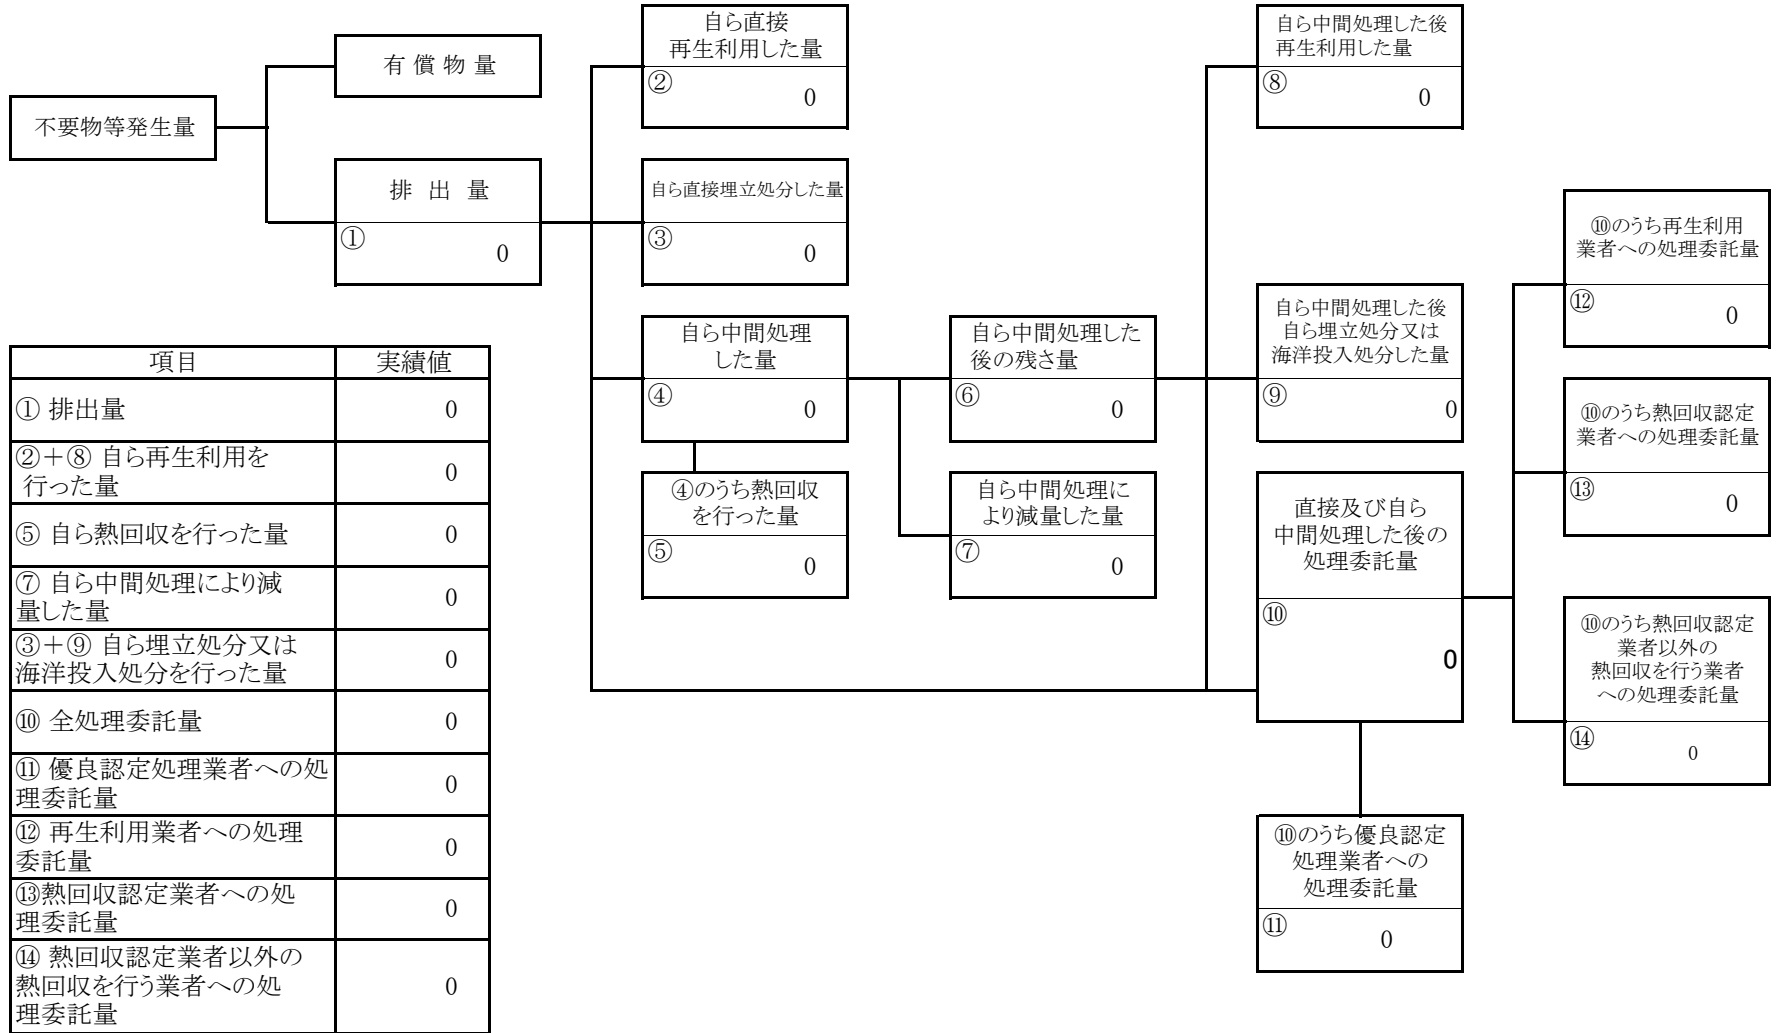 不要物等発生量
有 償 物 量
排　出　量
①
0
自ら直接
再生利用した量
②
0
自ら直接埋立処分した量
③
0
自ら中間処理
した量
④
0
④のうち熱回収
を行った量
⑤
0
自ら中間処理した
後の残さ量
⑥
0
自ら中間処理に
より減量した量
⑦
0
自ら中間処理した後
再生利用した量
⑧
0
自ら中間処理した後
自ら埋立処分又は
海洋投入処分した量
⑨
0
直接及び自ら
中間処理した後の
処理委託量
⑩
0
⑩のうち優良認定
処理業者への
処理委託量
⑪
0
⑩のうち再生利用
業者への処理委託量
⑫
0
⑩のうち熱回収認定
業者への処理委託量
⑬
0
⑩のうち熱回収認定
業者以外の
熱回収を行う業者
への処理委託量
⑭
0
項目 実績値
① 排出量 0
②＋⑧ 自ら再生利用を
行った量 0
⑤ 自ら熱回収を行った量 0
⑦ 自ら中間処理により減
量した量 0
③＋⑨ 自ら埋立処分又は
海洋投入処分を行った量 0
⑩ 全処理委託量 0
⑪ 優良認定処理業者への処
理委託量 0
⑫ 再生利用業者への処理
委託量 0
⑬熱回収認定業者への処
理委託量 0
⑭ 熱回収認定業者以外の
熱回収を行う業者への処
理委託量 0